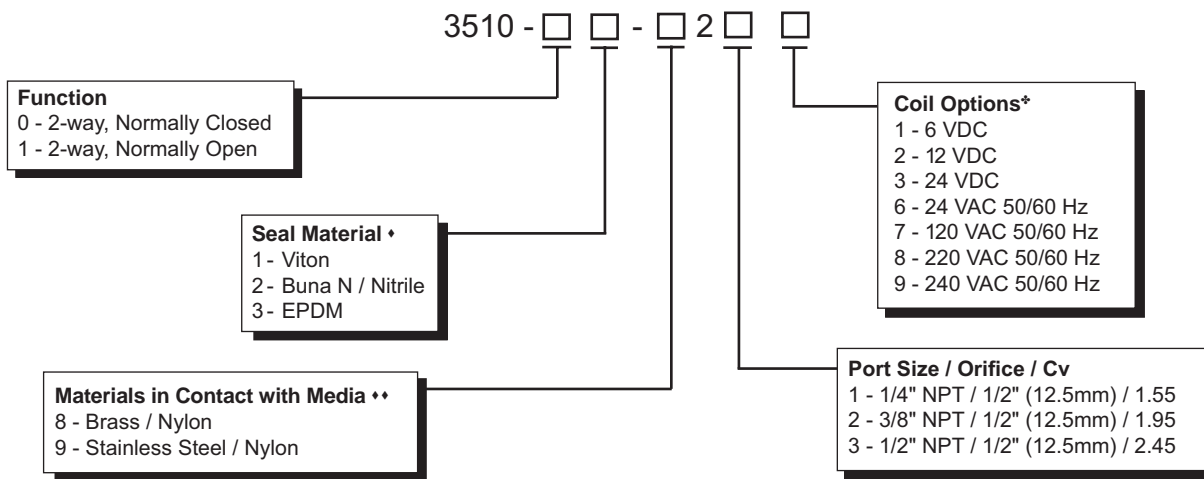 3510 - □ □ - □ 2 □ □
Function
0 - 2-way, Normally Closed
1 - 2-way, Normally Open
Seal Material ⬧
1 - Viton
2 - Buna N / Nitrile
3 - EPDM
Materials in Contact with Media ⬧⬧
8 - Brass / Nylon
9 - Stainless Steel / Nylon
Coil Options✤
1 - 6 VDC
2 - 12 VDC
3 - 24 VDC
6 - 24 VAC 50/60 Hz
7 - 120 VAC 50/60 Hz
8 - 220 VAC 50/60 Hz
9 - 240 VAC 50/60 Hz
Port Size / Orifice / Cv
1 - 1/4" NPT / 1/2" (12.5mm) / 1.55
2 - 3/8" NPT / 1/2" (12.5mm) / 1.95
3 - 1/2" NPT / 1/2" (12.5mm) / 2.45